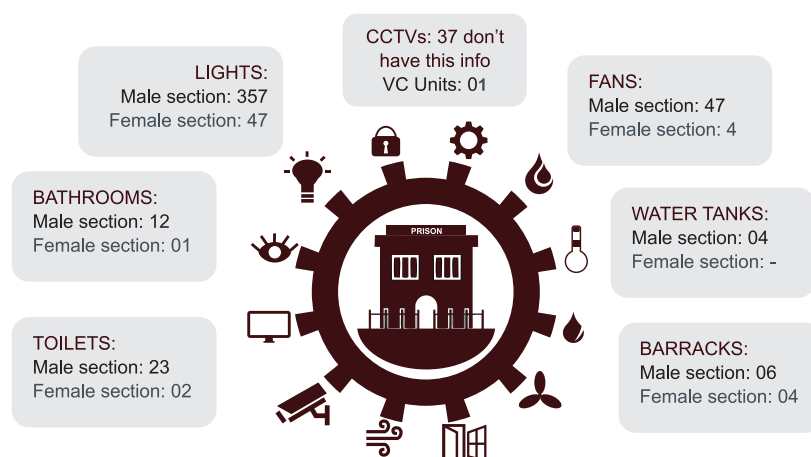 CCTVs: 37 don't
have this info
VC Units: 01
LIGHTS:
Male section: 357
Female section: 47
FANS:
Male section: 47
Female section: 4
BATHROOMS:
Male section: 12
Female section: 01
WATER TANKS:
Male section: 04
Female section: -
PRISON
TOILETS:
Male section: 23
Female section: 02
BARRACKS:
Male section: 06
Female section: 04